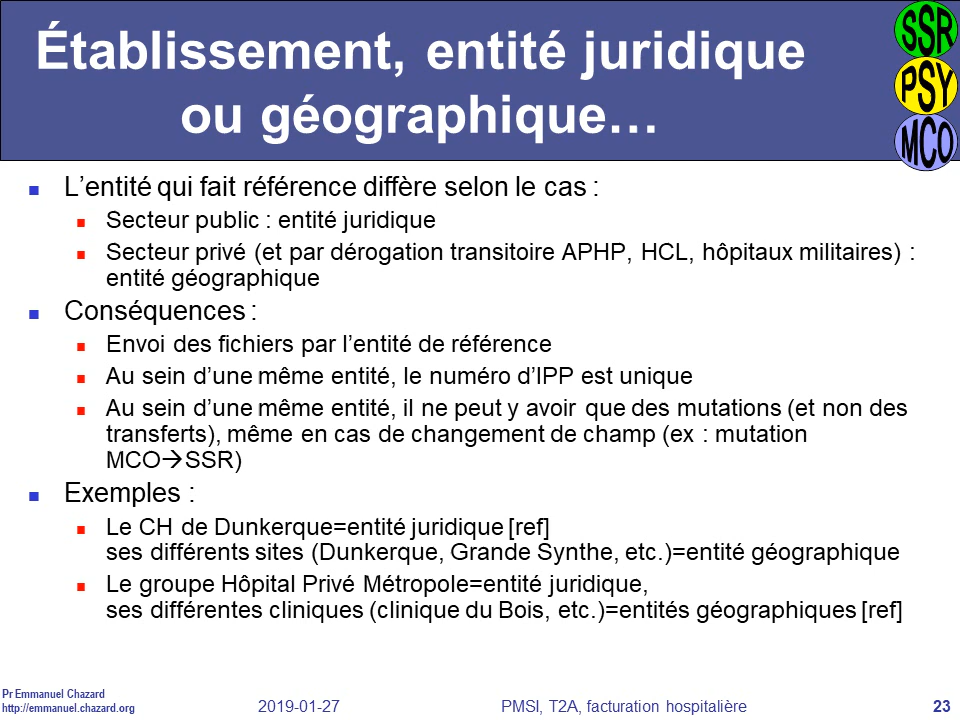 Établissement, entité juridique
ou géographique…
SSR
PSY
MCO
L’entité qui fait référence diffère selon le cas :
Secteur public : entité juridique
Secteur privé (et par dérogation transitoire APHP, HCL, hôpitaux militaires) :
entité géographique
Conséquences :
Envoi des fichiers par l’entité de référence
Au sein d’une même entité, le numéro d’IPP est unique
Au sein d’une même entité, il ne peut y avoir que des mutations (et non des
transferts), même en cas de changement de champ (ex : mutation
MCO→SSR)
Exemples :
Le CH de Dunkerque=entité juridique [ref]
ses différents sites (Dunkerque, Grande Synthe, etc.)=entité géographique
Le groupe Hôpital Privé Métropole=entité juridique,
ses différentes cliniques (clinique du Bois, etc.)=entités géographiques [ref]
Pr Emmanuel Chazard
http://emmanuel.chazard.org
2019-01-27
PMSI, T2A, facturation hospitalière
23